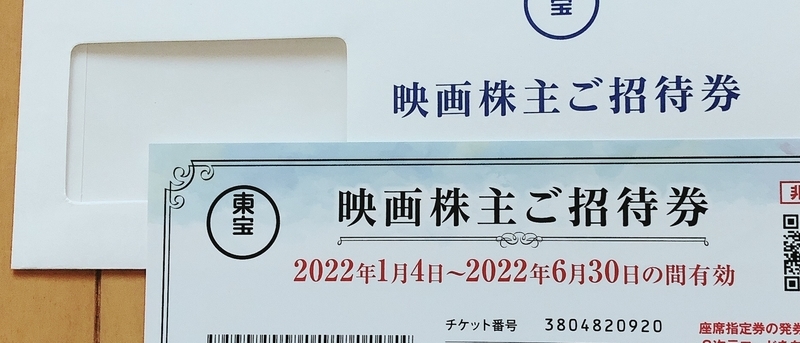 宝
映画株主ご招待券
東宝
映画株主ご招待券
非
2022年1月4日～2022年6月30日の間有効
チケット番号 3804820920
座席指定券の発券